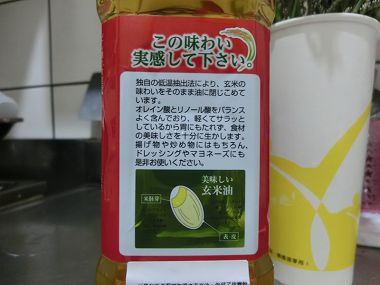 この味わい
実感して下さい。
独自の低温抽出法により、玄米の
味わいをそのまま油に閉じこめて
います。
オレイン酸とリノール酸をバランス
よく含んでおり、軽くてサラッと
しているから胃にもたれず、食材
の美味しさを十分に生かします。
揚げ物や炒め物にはもちろん、
ドレッシングやマヨネーズにも
是非お使いください。
美味しい
玄米油
米胚芽
表皮